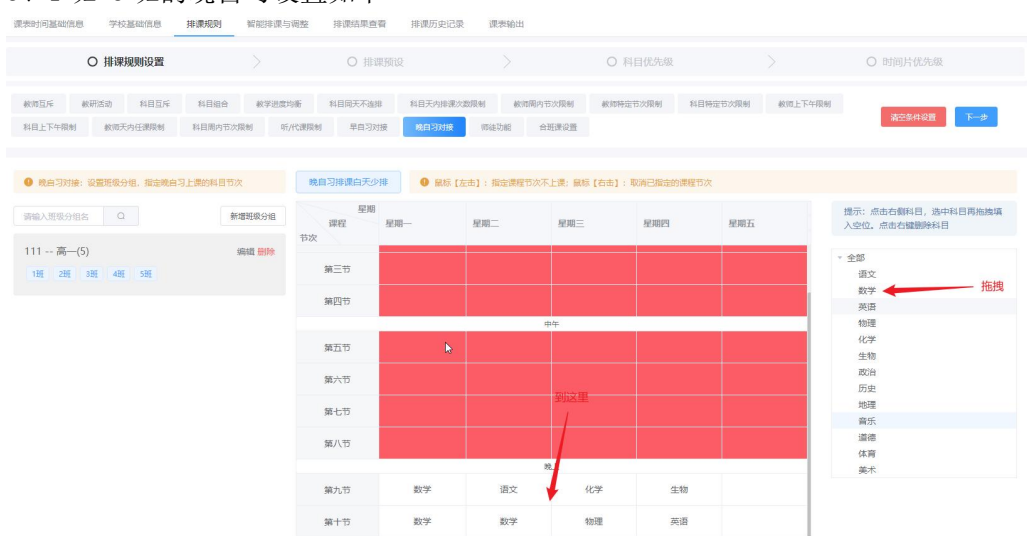 课表时间基础信息 学校基础信息 排课规则 智能排课与调整 排课结果查看 排课历史记录 课表输出
排课规则设置 排课预设 科目优先级 时间片优先级
教师互斥 教研活动 科目互斥 科目组合 教学进度均衡 科目同天不连排 科目天内排课次数限制 教师周内节次限制 教师特定节次限制 科目特定节次限制 教师上下午限制
科目上下午限制 教师天内任课限制 科目周内节次限制 听/代课限制 早自习对接 晚自习对接 师徒功能 合班课设置
清空条件设置 下一步
晚自习对接：设置班级分组，指定晚自习上课的科目节次
晚自习排课白天少排 鼠标【左击】：指定课程节次不上课；鼠标【右击】：取消已指定的课程节次
请输入班级分组名 新增班级分组
111 -- 高一(5) 编辑 删除
1班 2班 3班 4班 5班
星期
课程
节次
星期一 星期二 星期三 星期四 星期五
第三节
第四节
中午
第五节
第六节
第七节
到这里
第八节
晚上
第九节 数学 语文 化学 生物
第十节 数学 数学 物理 英语
提示：点击右侧科目，选中科目再拖拽填
入空位。点击右键删除科目
全部
语文
数学
拖拽
英语
物理
化学
生物
政治
历史
地理
音乐
道德
体育
美术